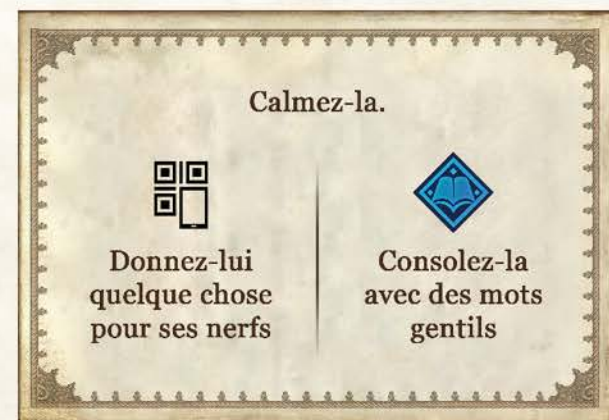 Calmez-la.
Donnez-lui
quelque chose
pour ses nerfs
Consolez-la
avec des mots
gentils